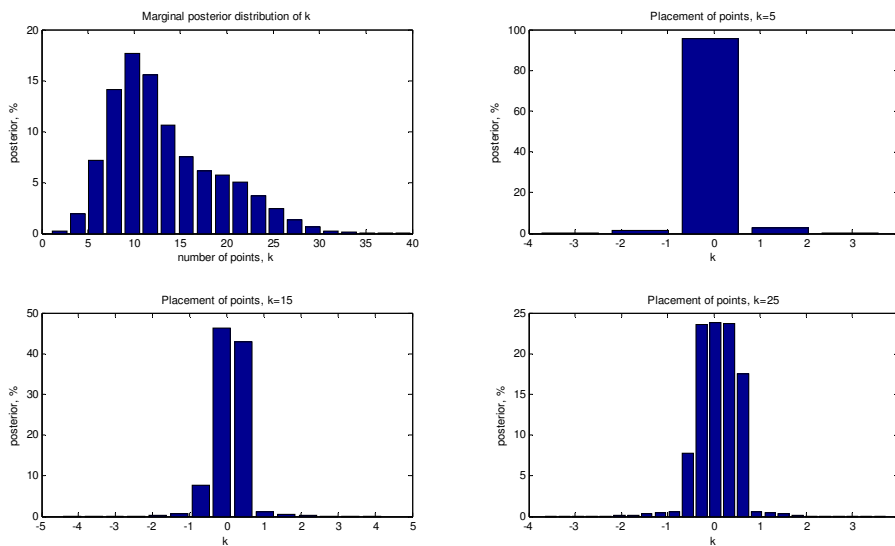 Marginal posterior distribution of k
20
15
10
5
0
posterior, %
0 5 10 15 20 25 30 35 40
number of points, k
Placement of points, k=5
100
80
60
40
20
0
posterior, %
-4 -3 -2 -1 0 1 2 3
k
Placement of points, k=15
50
40
30
20
10
0
posterior, %
-5 -4 -3 -2 -1 0 1 2 3 4 5
k
Placement of points, k=25
25
20
15
10
5
0
posterior, %
-4 -3 -2 -1 0 1 2 3
k